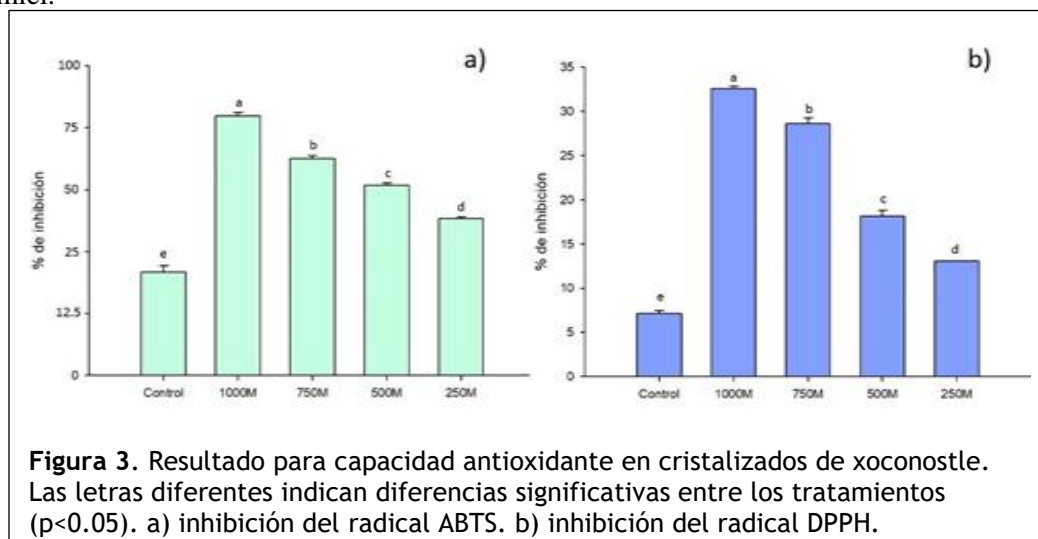 a)
100
75
50
25
12.5
0
% de inhibición
e
a
b
c
d
Control 1000M 750M 500M 250M
b)
35
30
25
20
15
10
5
0
% de inhibición
e
a
b
c
d
Control 1000M 750M 500M 250M
Figura 3. Resultado para capacidad antioxidante en cristalizados de xoconostle.
Las letras diferentes indican diferencias significativas entre los tratamientos
(p<0.05). a) inhibición del radical ABTS. b) inhibición del radical DPPH.